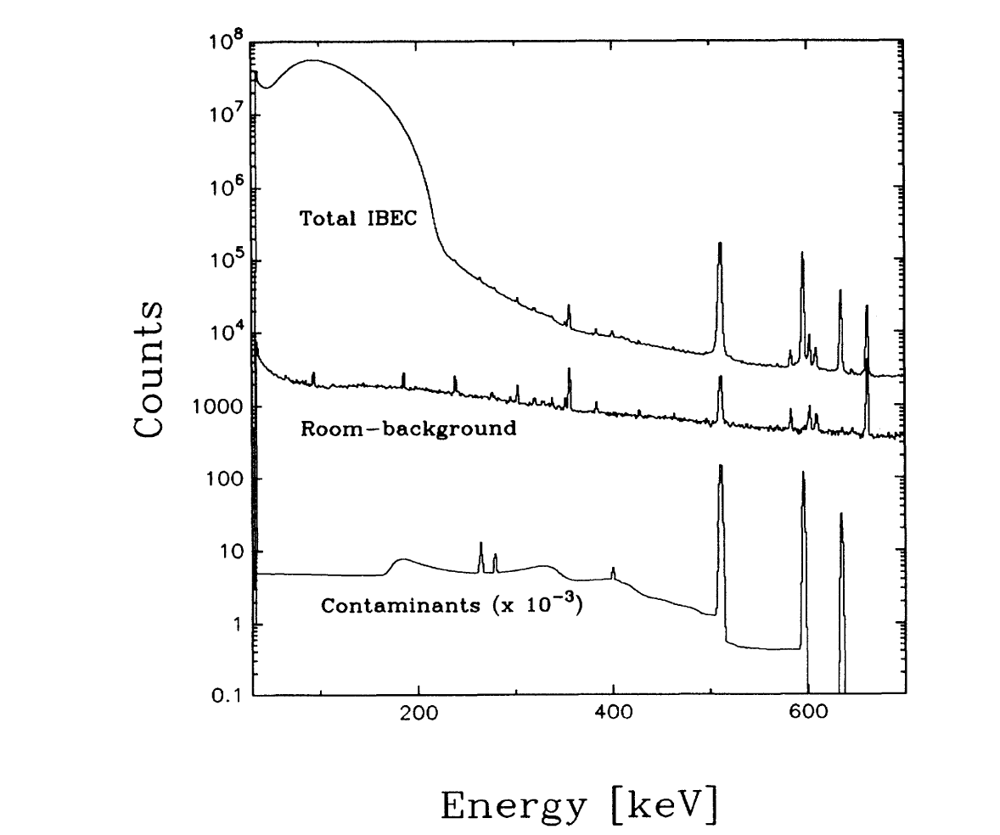 10⁸
10⁷
10⁶
Total IBEC
10⁵
10⁴
1000
Room-background
100
10
Contaminants (x 10⁻³)
1
0.1
200 400 600
Counts
Energy [keV]